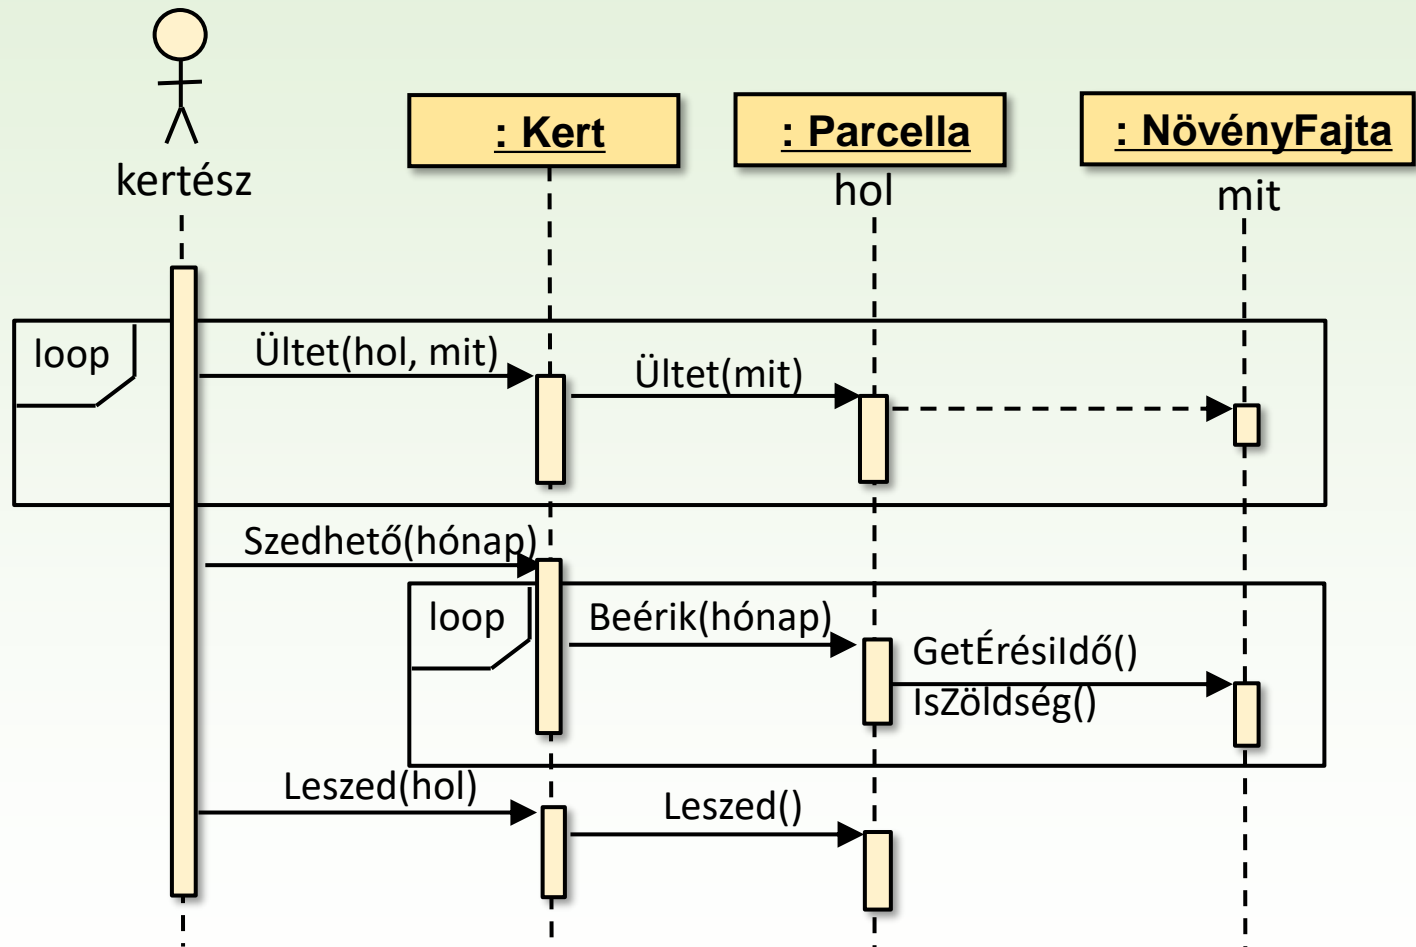 kertész
: Kert
: Parcella
hol
: NövényFajta
mit
loop
Ültet(hol, mit)
Ültet(mit)
Szedhető(hónap)
loop
Beérik(hónap)
GetÉrésiIdő()
IsZöldség()
Leszed(hol)
Leszed()